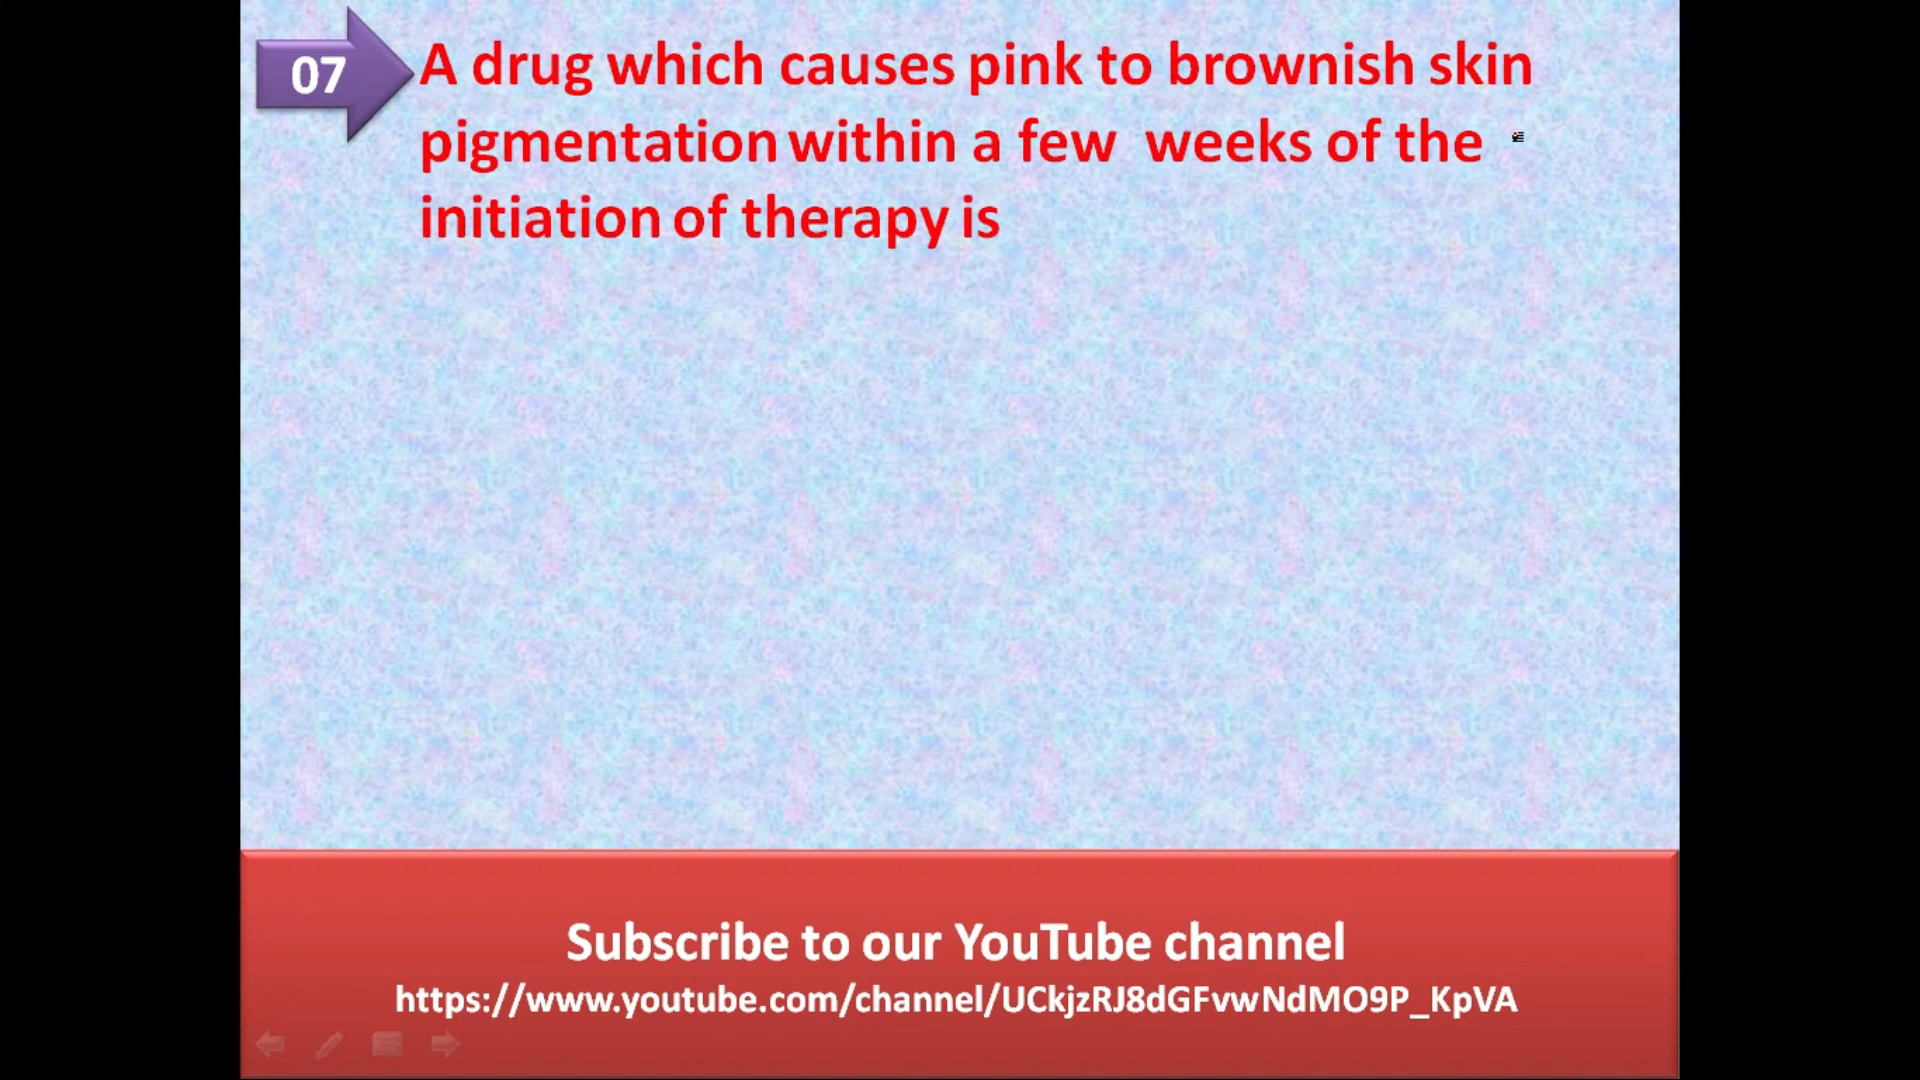 07
A drug which causes pink to brownish skin
pigmentation within a few weeks of the
initiation of therapy is
Subscribe to our YouTube channel
https://www.youtube.com/channel/UCkjzRJ8dGFvwNdMO9P_KpVA